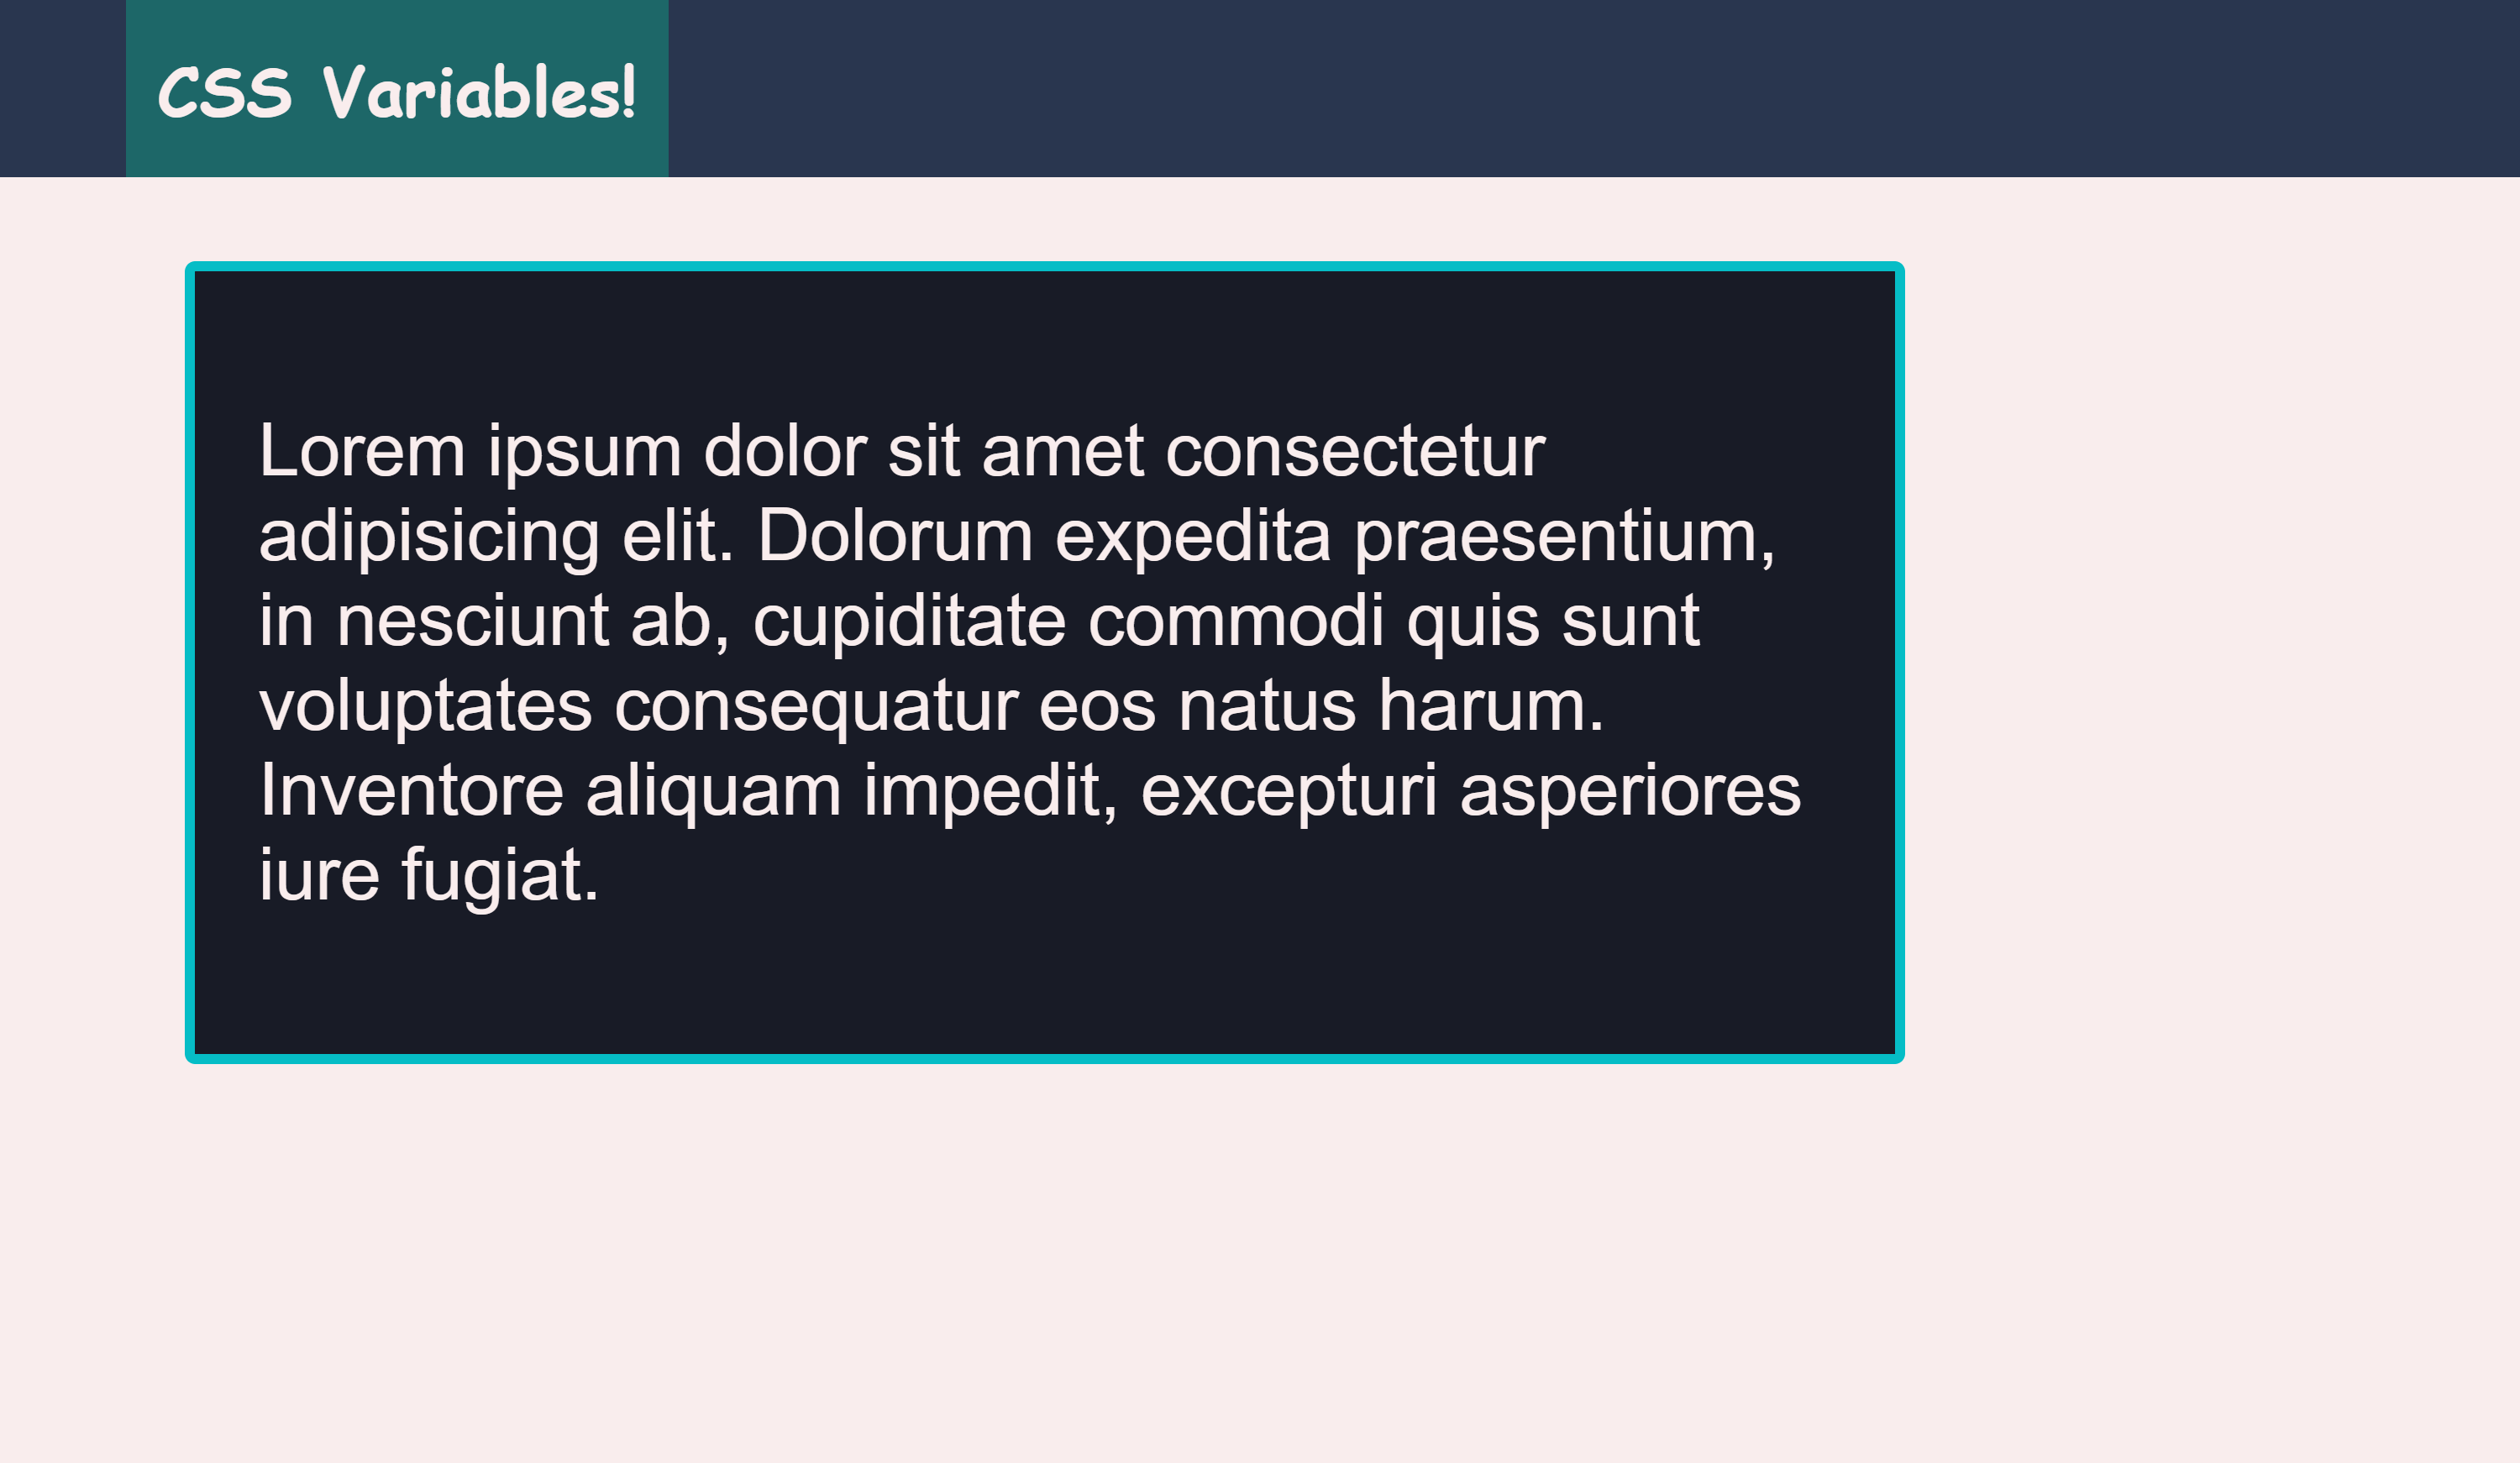 CSS Variables!
Lorem ipsum dolor sit amet consectetur
adipisicing elit. Dolorum expedita praesentium,
in nesciunt ab, cupiditate commodi quis sunt
voluptates consequatur eos natus harum.
Inventore aliquam impedit, excepturi asperiores
iure fugiat.